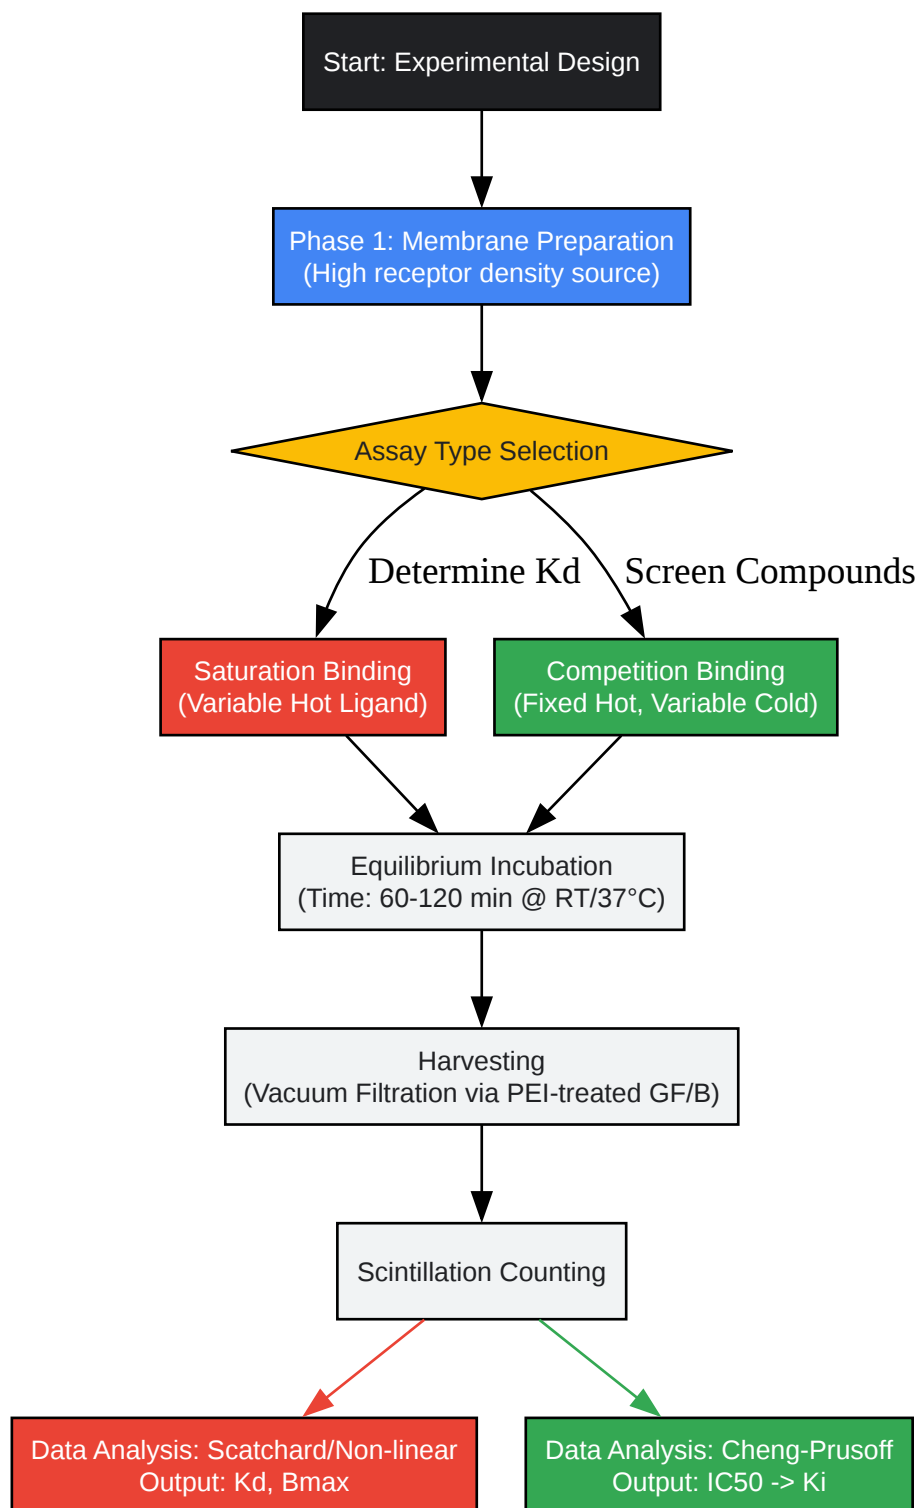 Start: Experimental Design
Phase 1: Membrane Preparation
(High receptor density source)
Assay Type Selection
Determine Kd
Screen Compounds
Saturation Binding
(Variable Hot Ligand)
Competition Binding
(Fixed Hot, Variable Cold)
Equilibrium Incubation
(Time: 60-120 min @ RT/37°C)
Harvesting
(Vacuum Filtration via PEI-treated GF/B)
Scintillation Counting
Data Analysis: Scatchard/Non-linear
Output: Kd, Bmax
Data Analysis: Cheng-Prusoff
Output: IC50 -> Ki